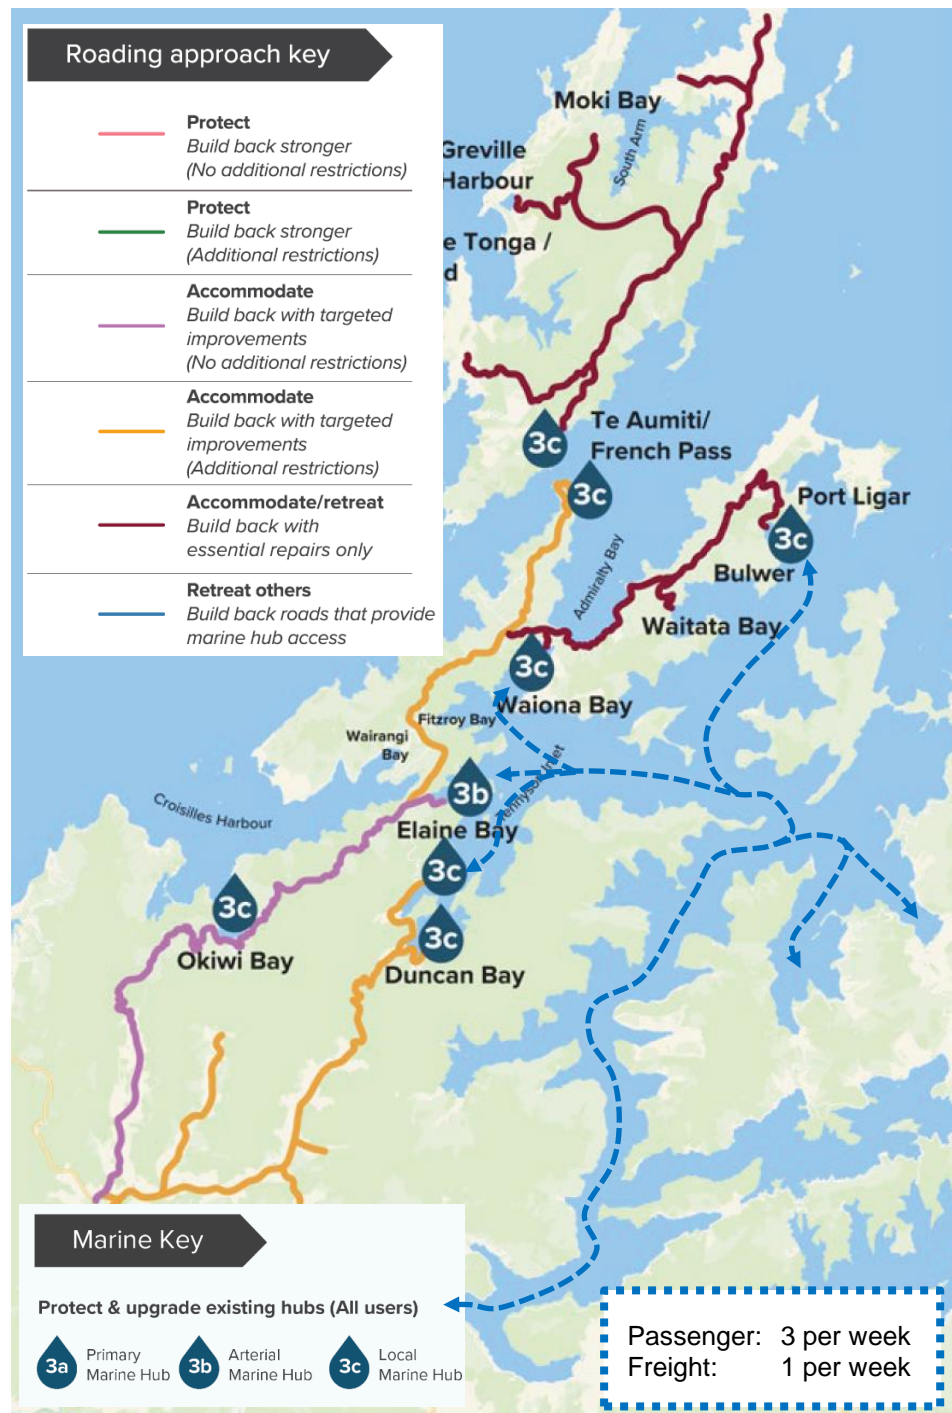 Roading approach key
Protect
Build back stronger
(No additional restrictions)
Protect
Build back stronger
(Additional restrictions)
Accommodate
Build back with targeted
improvements
(No additional restrictions)
Accommodate
Build back with targeted
improvements
(Additional restrictions)
Accommodate/retreat
Build back with
essential repairs only
Retreat others
Build back roads that provide
marine hub access
Moki Bay
South Arm
Greville
Harbour
e Tonga /
d
3c
Te Aumiti/
French Pass
3c
Port Ligar
3c
Bulwer
Admiralty Bay
Waitata Bay
3c
Waiona Bay
Fitzroy Bay
Wairangi
Bay
Inlet
3b
Elaine Bay
Croisilles Harbour
3c
3c
Okiwi Bay
3c
Duncan Bay
Marine Key
Protect & upgrade existing hubs (All users)
3a Primary
Marine Hub
3b Arterial
Marine Hub
3c Local
Marine Hub
Passenger: 3 per week
Freight: 1 per week